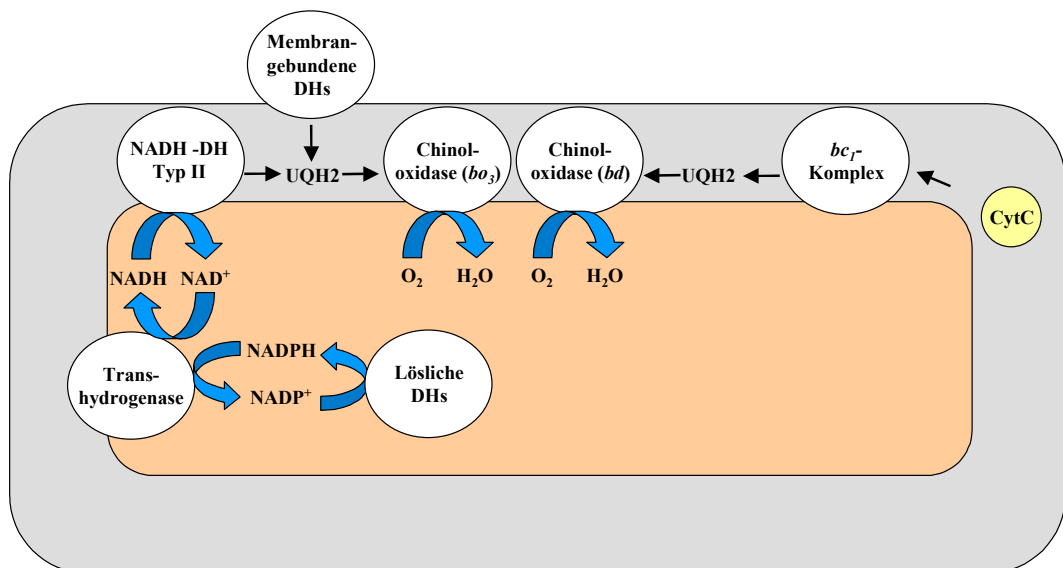 Membran-
gebundene
DHs
NADH -DH
Typ II
UQH2
Chinol-
oxidase (bo₃)
Chinol-
oxidase (bd)
UQH2
bc₁-
Komplex
CytC
NADH
NAD⁺
O₂
H₂O
O₂
H₂O
Trans-
hydrogenase
NADPH
NADP⁺
Lösliche
DHs